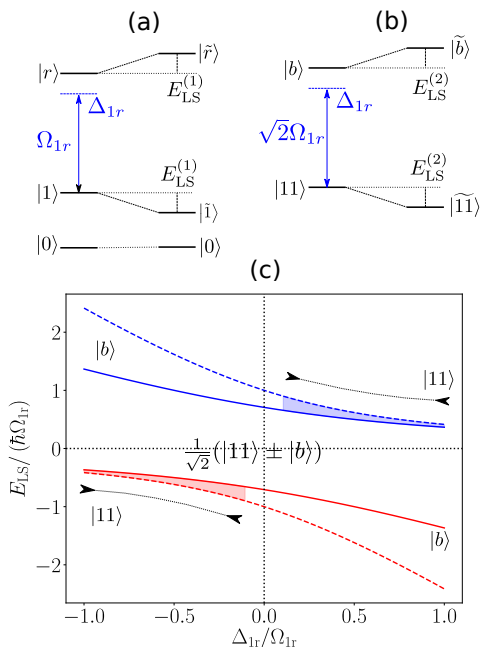 (a)
(b)
|r⟩
|r̃⟩
E_LS^(1)
Δ_1r
Ω_1r
E_LS^(1)
|1⟩
|1̃⟩
|0⟩
|0⟩
|b⟩
|b̃⟩
E_LS^(2)
Δ_1r
√2Ω_1r
E_LS^(2)
|11⟩
|1͠1⟩
(c)
E_LS/(ħΩ_1r)
2
1
0
−1
−2
|b⟩
|11⟩
1/√2(|11⟩ ± |b⟩)
|11⟩
|b⟩
−1.0
−0.5
0.0
0.5
1.0
Δ_1r/Ω_1r